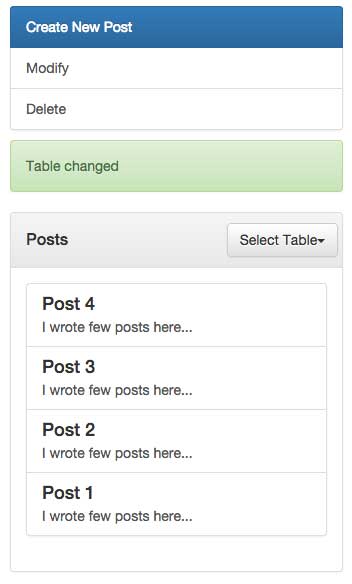 Create New Post
Modify
Delete
Table changed
Posts
Select Table
Post 4
I wrote few posts here...
Post 3
I wrote few posts here...
Post 2
I wrote few posts here...
Post 1
I wrote few posts here...